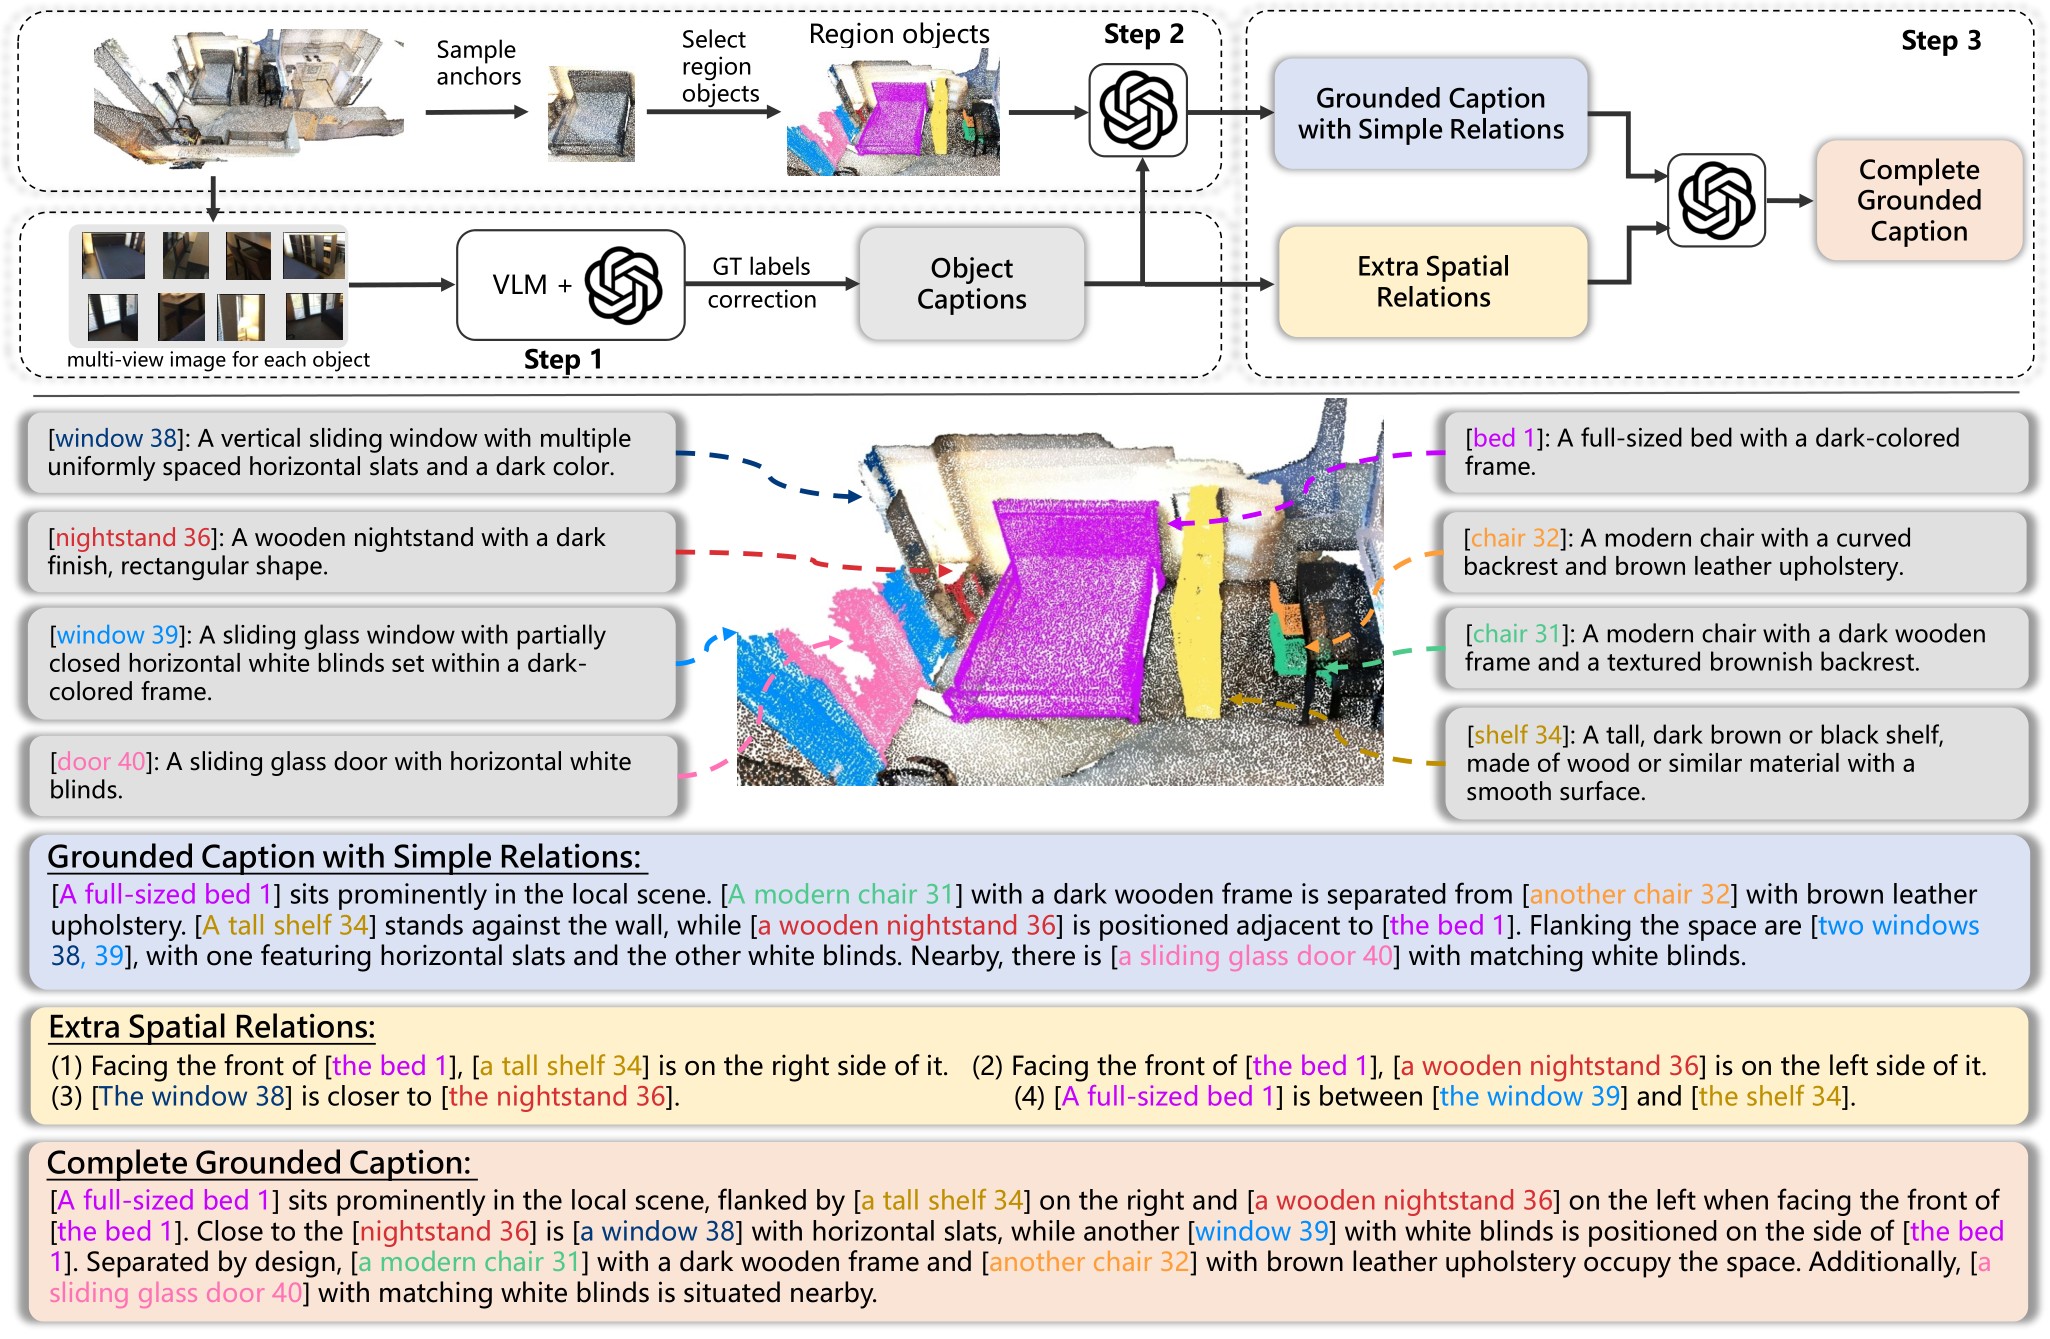 Sample
anchors
Select
region
objects
Region objects
Step 2
Step 3
Grounded Caption
with Simple Relations
Complete
Grounded
Caption
multi-view image for each object
VLM +
Step 1
GT labels
correction
Object
Captions
Extra Spatial
Relations
[window 38]: A vertical sliding window with multiple
uniformly spaced horizontal slats and a dark color.
[nightstand 36]: A wooden nightstand with a dark
finish, rectangular shape.
[window 39]: A sliding glass window with partially
closed horizontal white blinds set within a dark-
colored frame.
[door 40]: A sliding glass door with horizontal white
blinds.
[bed 1]: A full-sized bed with a dark-colored
frame.
[chair 32]: A modern chair with a curved
backrest and brown leather upholstery.
[chair 31]: A modern chair with a dark wooden
frame and a textured brownish backrest.
[shelf 34]: A tall, dark brown or black shelf,
made of wood or similar material with a
smooth surface.
Grounded Caption with Simple Relations:
[A full-sized bed 1] sits prominently in the local scene. [A modern chair 31] with a dark wooden frame is separated from [another chair 32] with brown leather
upholstery. [A tall shelf 34] stands against the wall, while [a wooden nightstand 36] is positioned adjacent to [the bed 1]. Flanking the space are [two windows
38, 39], with one featuring horizontal slats and the other white blinds. Nearby, there is [a sliding glass door 40] with matching white blinds.
Extra Spatial Relations:
(1) Facing the front of [the bed 1], [a tall shelf 34] is on the right side of it. (2) Facing the front of [the bed 1], [a wooden nightstand 36] is on the left side of it.
(3) [The window 38] is closer to [the nightstand 36]. (4) [A full-sized bed 1] is between [the window 39] and [the shelf 34].
Complete Grounded Caption:
[A full-sized bed 1] sits prominently in the local scene, flanked by [a tall shelf 34] on the right and [a wooden nightstand 36] on the left when facing the front of
[the bed 1]. Close to the [nightstand 36] is [a window 38] with horizontal slats, while another [window 39] with white blinds is positioned on the side of [the bed
1]. Separated by design, [a modern chair 31] with a dark wooden frame and [another chair 32] with brown leather upholstery occupy the space. Additionally, [a
sliding glass door 40] with matching white blinds is situated nearby.